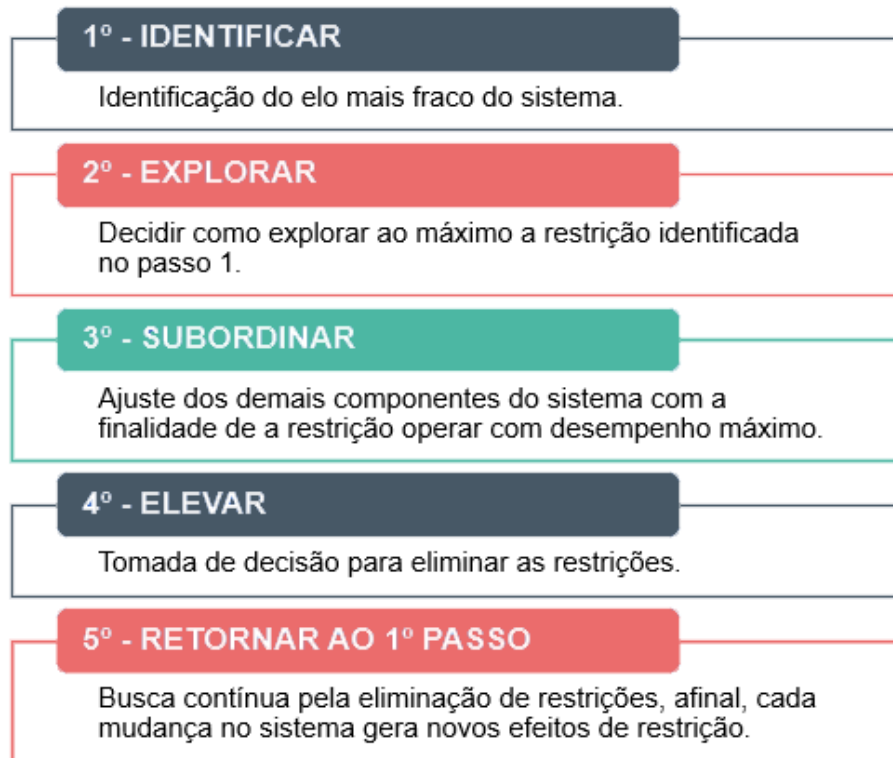 1º - IDENTIFICAR
Identificação do elo mais fraco do sistema.
2º - EXPLORAR
Decidir como explorar ao máximo a restrição identificada
no passo 1.
3º - SUBORDINAR
Ajuste dos demais componentes do sistema com a
finalidade de a restrição operar com desempenho máximo.
4º - ELEVAR
Tomada de decisão para eliminar as restrições.
5º - RETORNAR AO 1º PASSO
Busca contínua pela eliminação de restrições, afinal, cada
mudança no sistema gera novos efeitos de restrição.